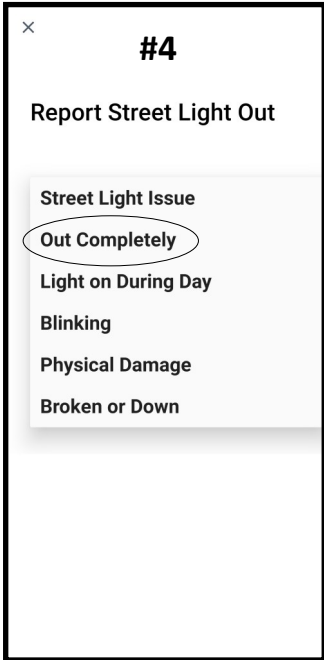 ×
#4
Report Street Light Out
Street Light Issue
Out Completely
Light on During Day
Blinking
Physical Damage
Broken or Down